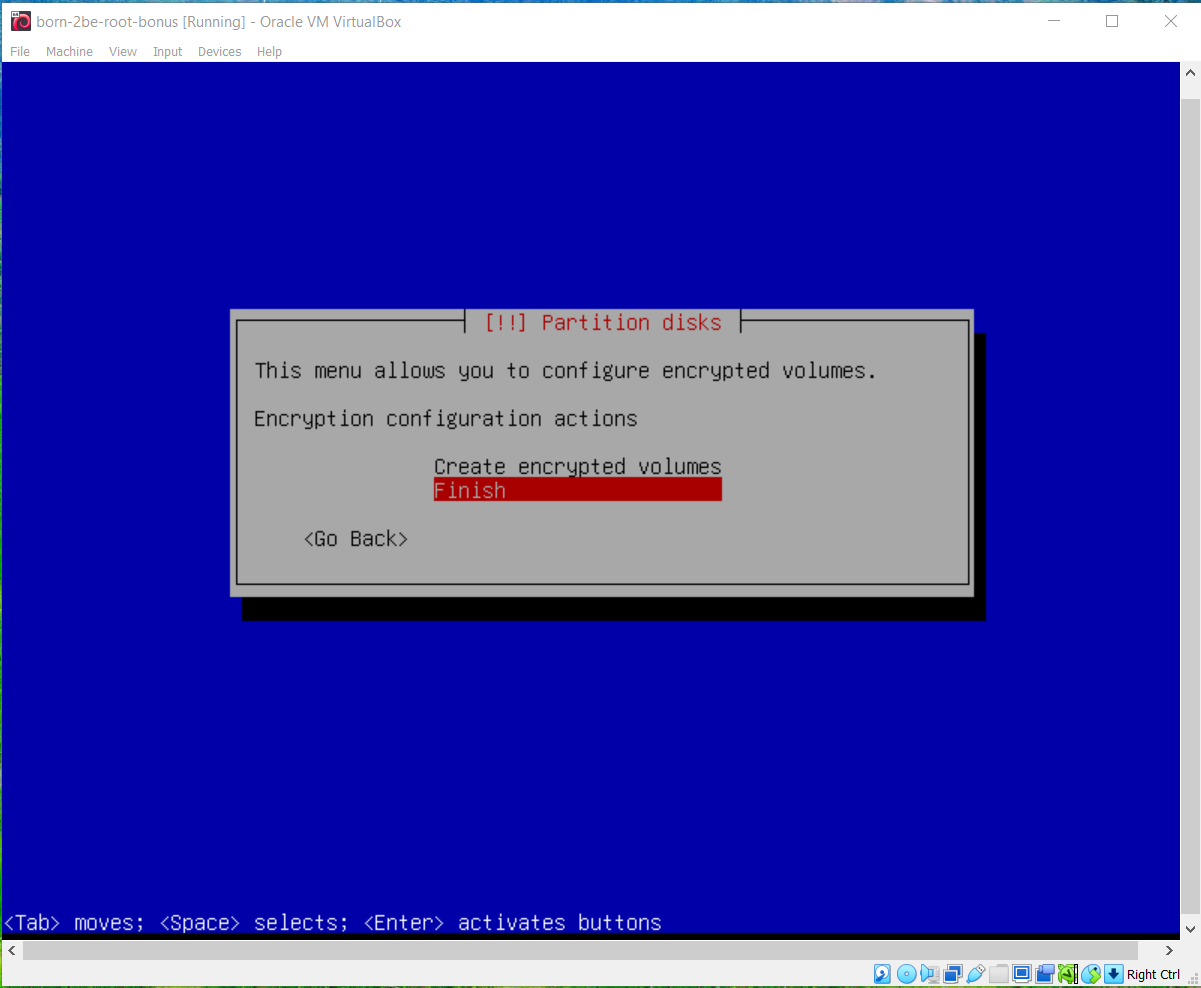 born-2be-root-bonus [Running] - Oracle VM VirtualBox
File Machine View Input Devices Help
[!!] Partition disks
This menu allows you to configure encrypted volumes.
Encryption configuration actions
Create encrypted volumes
Finish
<Go Back>
<Tab> moves; <Space> selects; <Enter> activates buttons
Right Ctrl